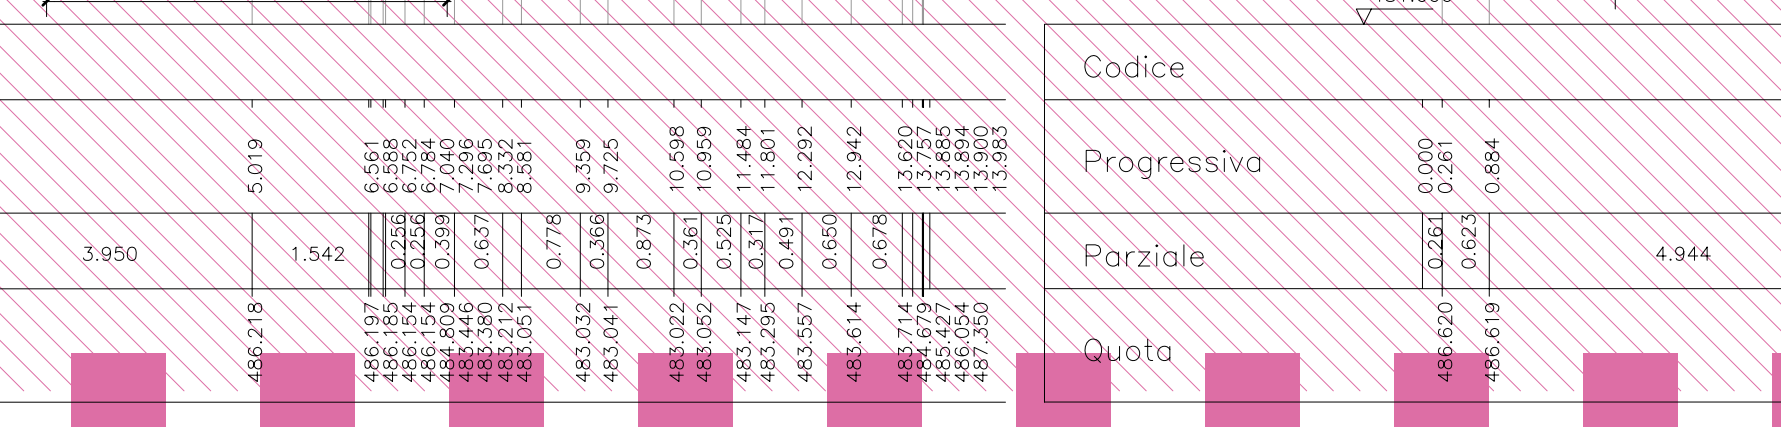 5.019 6.561 6.588 6.752 6.784 7.040 7.296 7.695 8.332 8.581 9.359 9.725 10.598 10.959 11.484 11.801 12.292 12.942 13.620 13.757 13.885 13.894 13.900 13.983
3.950 1.542 0.256 0.256 0.399 0.637 0.778 0.366 0.873 0.361 0.525 0.317 0.491 0.650 0.678
486.218 486.197 486.185 486.154 486.154 484.809 483.446 483.380 483.212 483.051 483.032 483.041 483.022 483.052 483.147 483.295 483.557 483.614 483.714 484.679 485.427 486.054 487.350
Codice
Progressiva 0.000 0.261 0.884
Parziale 0.261 0.623 4.944
Quota 486.620 486.619